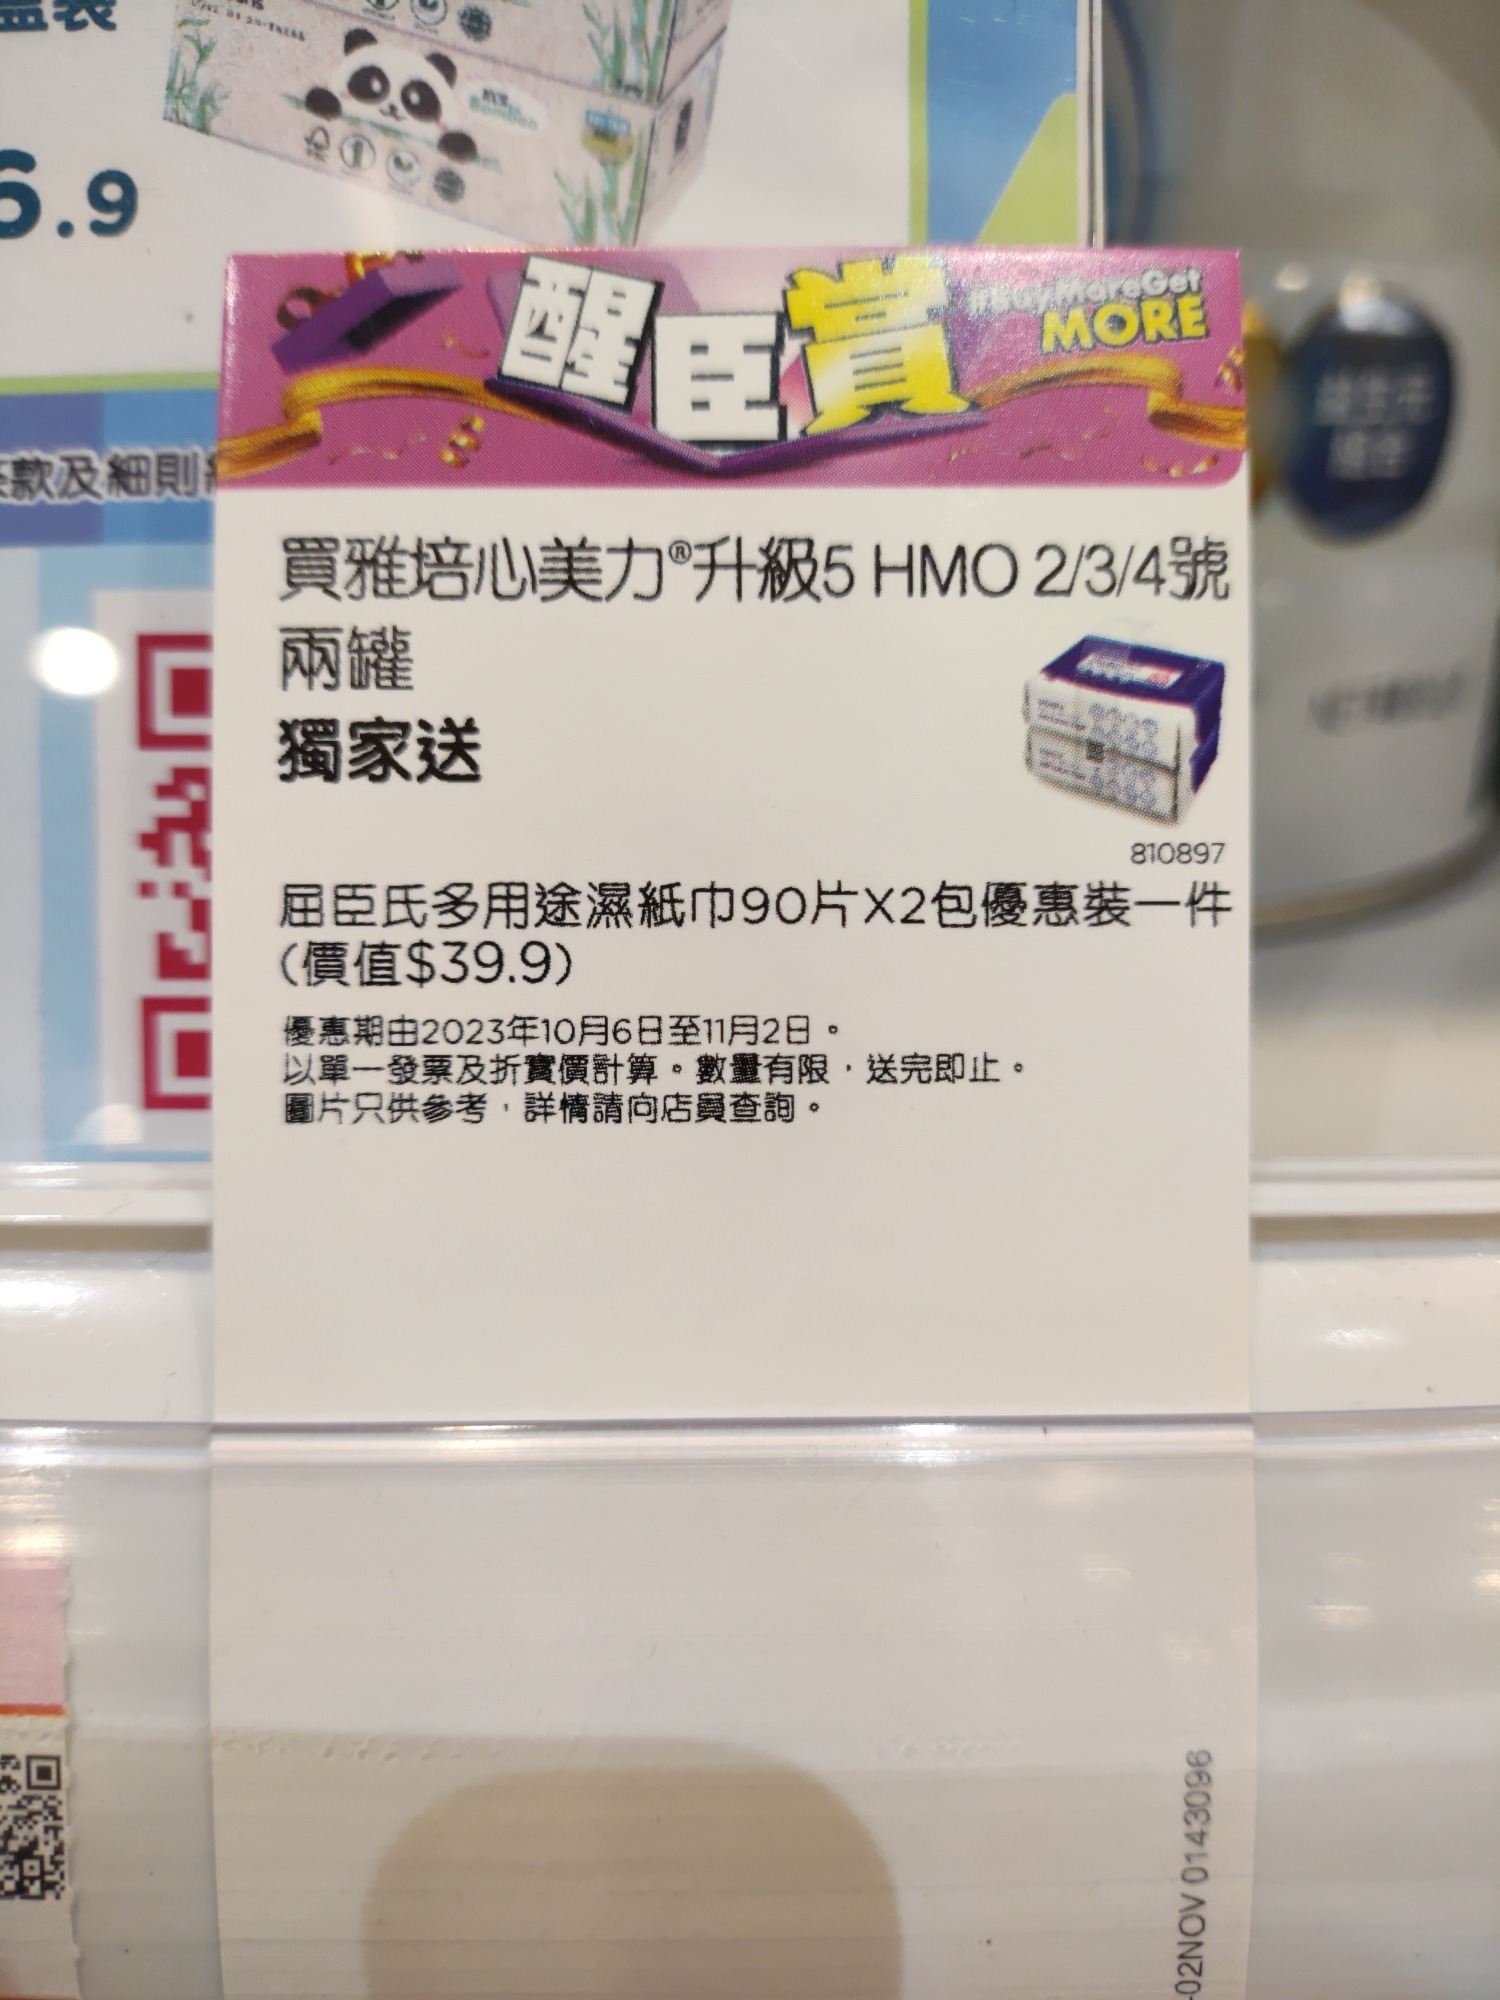 盒裝
6.9
Bamboo
醒臣賞
#BuyMoreGet
MORE
條款及細則
買雅培心美力®升級5 HMO 2/3/4號
兩罐
獨家送
810897
屈臣氏多用途濕紙巾90片X2包優惠裝一件
(價值$39.9)
優惠期由2023年10月6日至11月2日。
以單一發票及折實價計算。數量有限，送完即止。
圖片只供參考，詳情請向店員查詢。
-02NOV 0143096